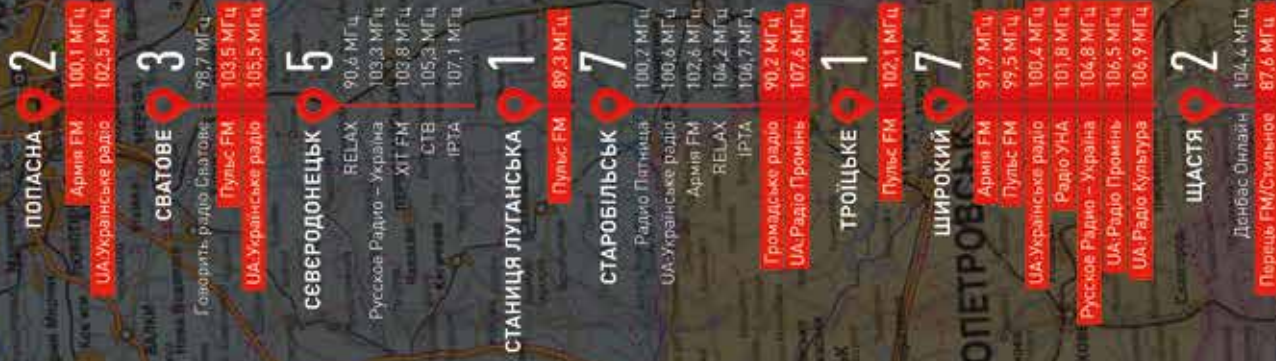 ПОПАСНА 2
Армія FM 100,1 МГц
UA:Українське радіо 102,5 МГц
СВАТОВЕ 3
Говорить радіо Сватове 98,7 МГц
Пульс FM 103,5 МГц
UA:Українське радіо 105,5 МГц
СЄВЄРОДОНЕЦЬК 5
RELAX 90,6 МГц
Русское Радио – Україна 103,3 МГц
ХІТ FM 103,8 МГц
СТВ 105,3 МГц
ІРТА 107,1 МГц
СТАНИЦЯ ЛУГАНСЬКА 1
Пульс FM 89,3 МГц
СТАРОБІЛЬСЬК 7
Радио Пятница 100,2 МГц
UA:Українське радіо 100,6 МГц
Армія FM 102,6 МГц
RELAX 104,2 МГц
ІРТА 106,7 МГц
Громадське радіо 90,2 МГц
UA:Радіо Промінь 107,6 МГц
ТРОЇЦЬКЕ 1
Пульс FM 102,1 МГц
ШИРОКИЙ 7
Армія FM 91,9 МГц
Пульс FM 99,5 МГц
UA:Українське радіо 100,4 МГц
Радіо УНА 101,8 МГц
Русское Радио – Україна 104,8 МГц
UA:Радіо Промінь 106,5 МГц
UA:Радіо Культура 106,9 МГц
ЩАСТЯ 2
Донбас Онлайн 104,4 МГц
Перець FM/Стильное 87,6 МГц
ОПЕТРОВСЬК